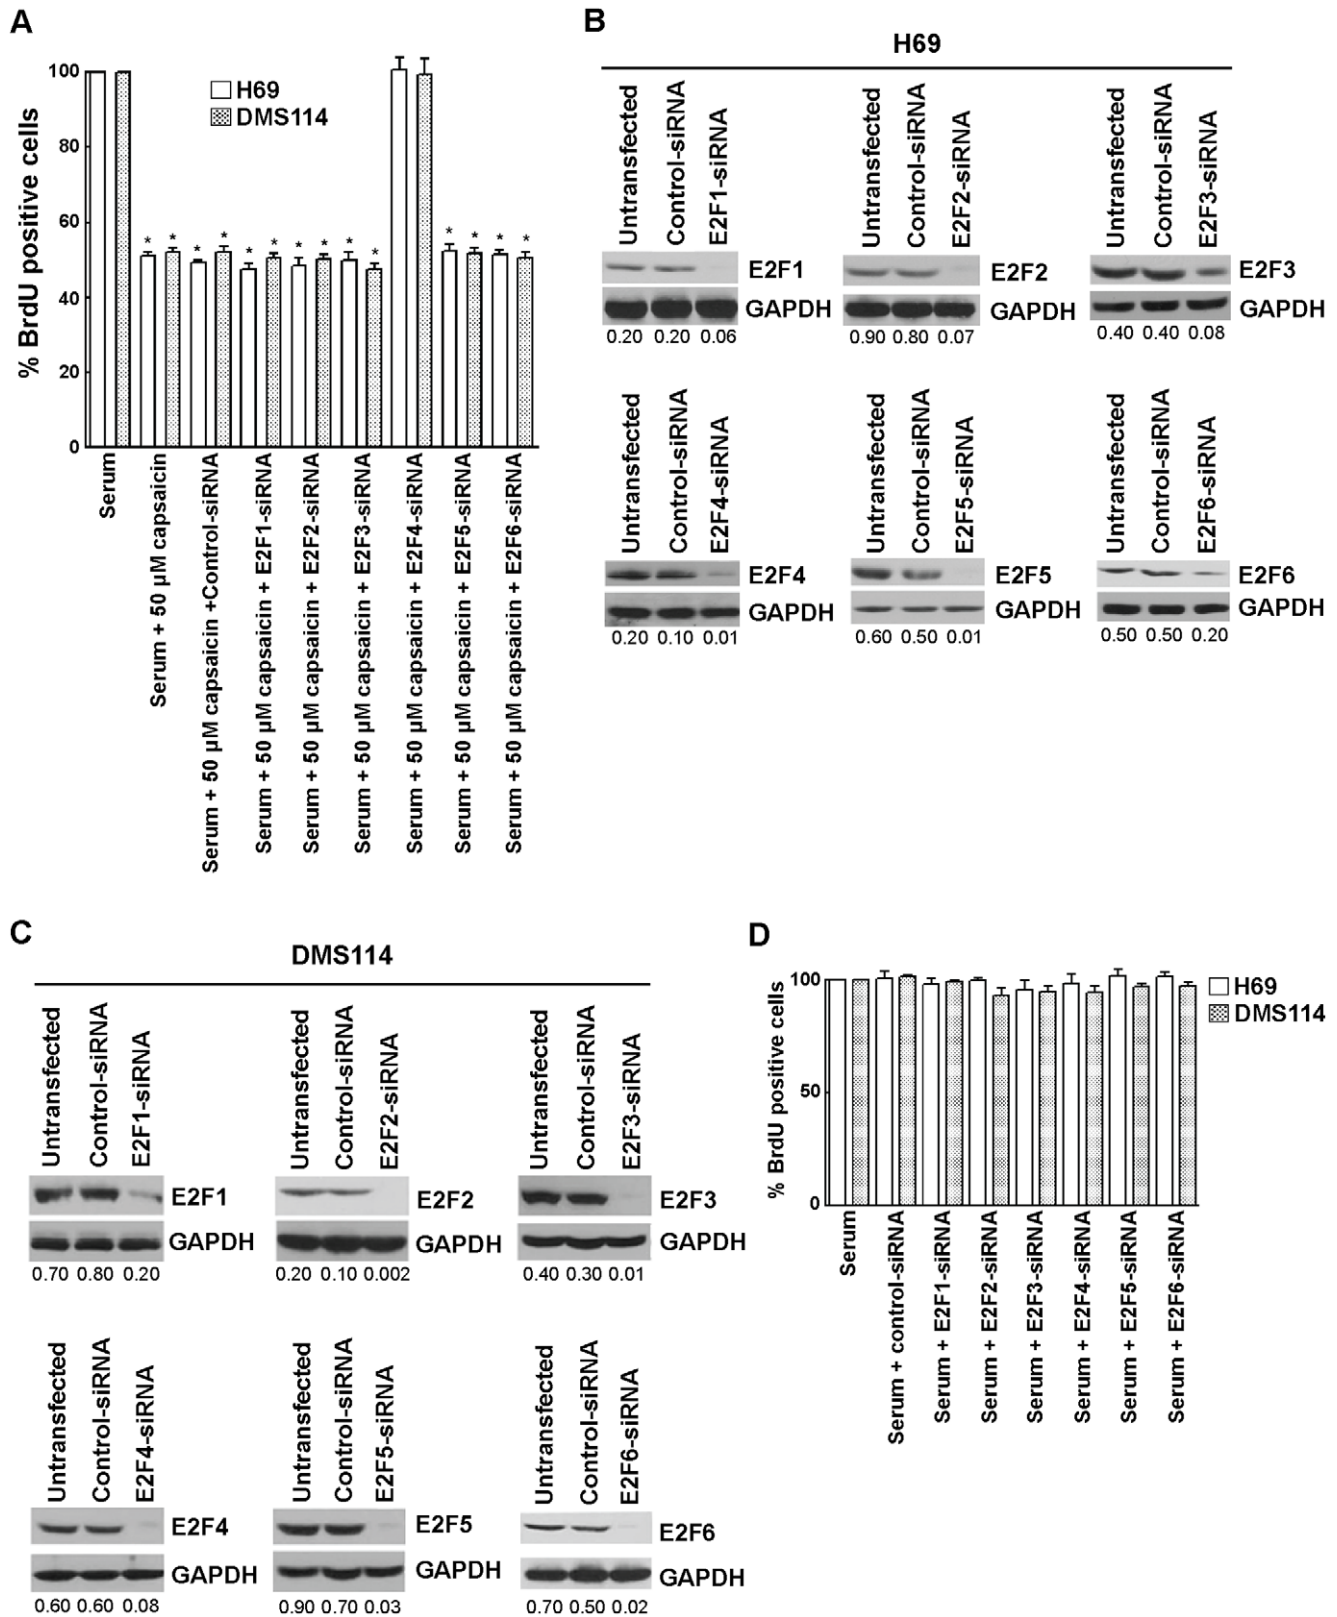 A
% BrdU positive cells
100
80
60
40
20
0
H69
DMS114
* * * * * * * * * * * * * *
Serum
Serum + 50 µM capsaicin
Serum + 50 µM capsaicin +Control-siRNA
Serum + 50 µM capsaicin + E2F1-siRNA
Serum + 50 µM capsaicin + E2F2-siRNA
Serum + 50 µM capsaicin + E2F3-siRNA
Serum + 50 µM capsaicin + E2F4-siRNA
Serum + 50 µM capsaicin + E2F5-siRNA
Serum + 50 µM capsaicin + E2F6-siRNA
B
H69
Untransfected
Control-siRNA
E2F1-siRNA
E2F1
GAPDH
0.20 0.20 0.06
Untransfected
Control-siRNA
E2F2-siRNA
E2F2
GAPDH
0.90 0.80 0.07
Untransfected
Control-siRNA
E2F3-siRNA
E2F3
GAPDH
0.40 0.40 0.08
Untransfected
Control-siRNA
E2F4-siRNA
E2F4
GAPDH
0.20 0.10 0.01
Untransfected
Control-siRNA
E2F5-siRNA
E2F5
GAPDH
0.60 0.50 0.01
Untransfected
Control-siRNA
E2F6-siRNA
E2F6
GAPDH
0.50 0.50 0.20
C
DMS114
Untransfected
Control-siRNA
E2F1-siRNA
E2F1
GAPDH
0.70 0.80 0.20
Untransfected
Control-siRNA
E2F2-siRNA
E2F2
GAPDH
0.20 0.10 0.002
Untransfected
Control-siRNA
E2F3-siRNA
E2F3
GAPDH
0.40 0.30 0.01
Untransfected
Control-siRNA
E2F4-siRNA
E2F4
GAPDH
0.60 0.60 0.08
Untransfected
Control-siRNA
E2F5-siRNA
E2F5
GAPDH
0.90 0.70 0.03
Untransfected
Control-siRNA
E2F6-siRNA
E2F6
GAPDH
0.70 0.50 0.02
D
% BrdU positive cells
100
50
0
H69
DMS114
Serum
Serum + control-siRNA
Serum + E2F1-siRNA
Serum + E2F2-siRNA
Serum + E2F3-siRNA
Serum + E2F4-siRNA
Serum + E2F5-siRNA
Serum + E2F6-siRNA